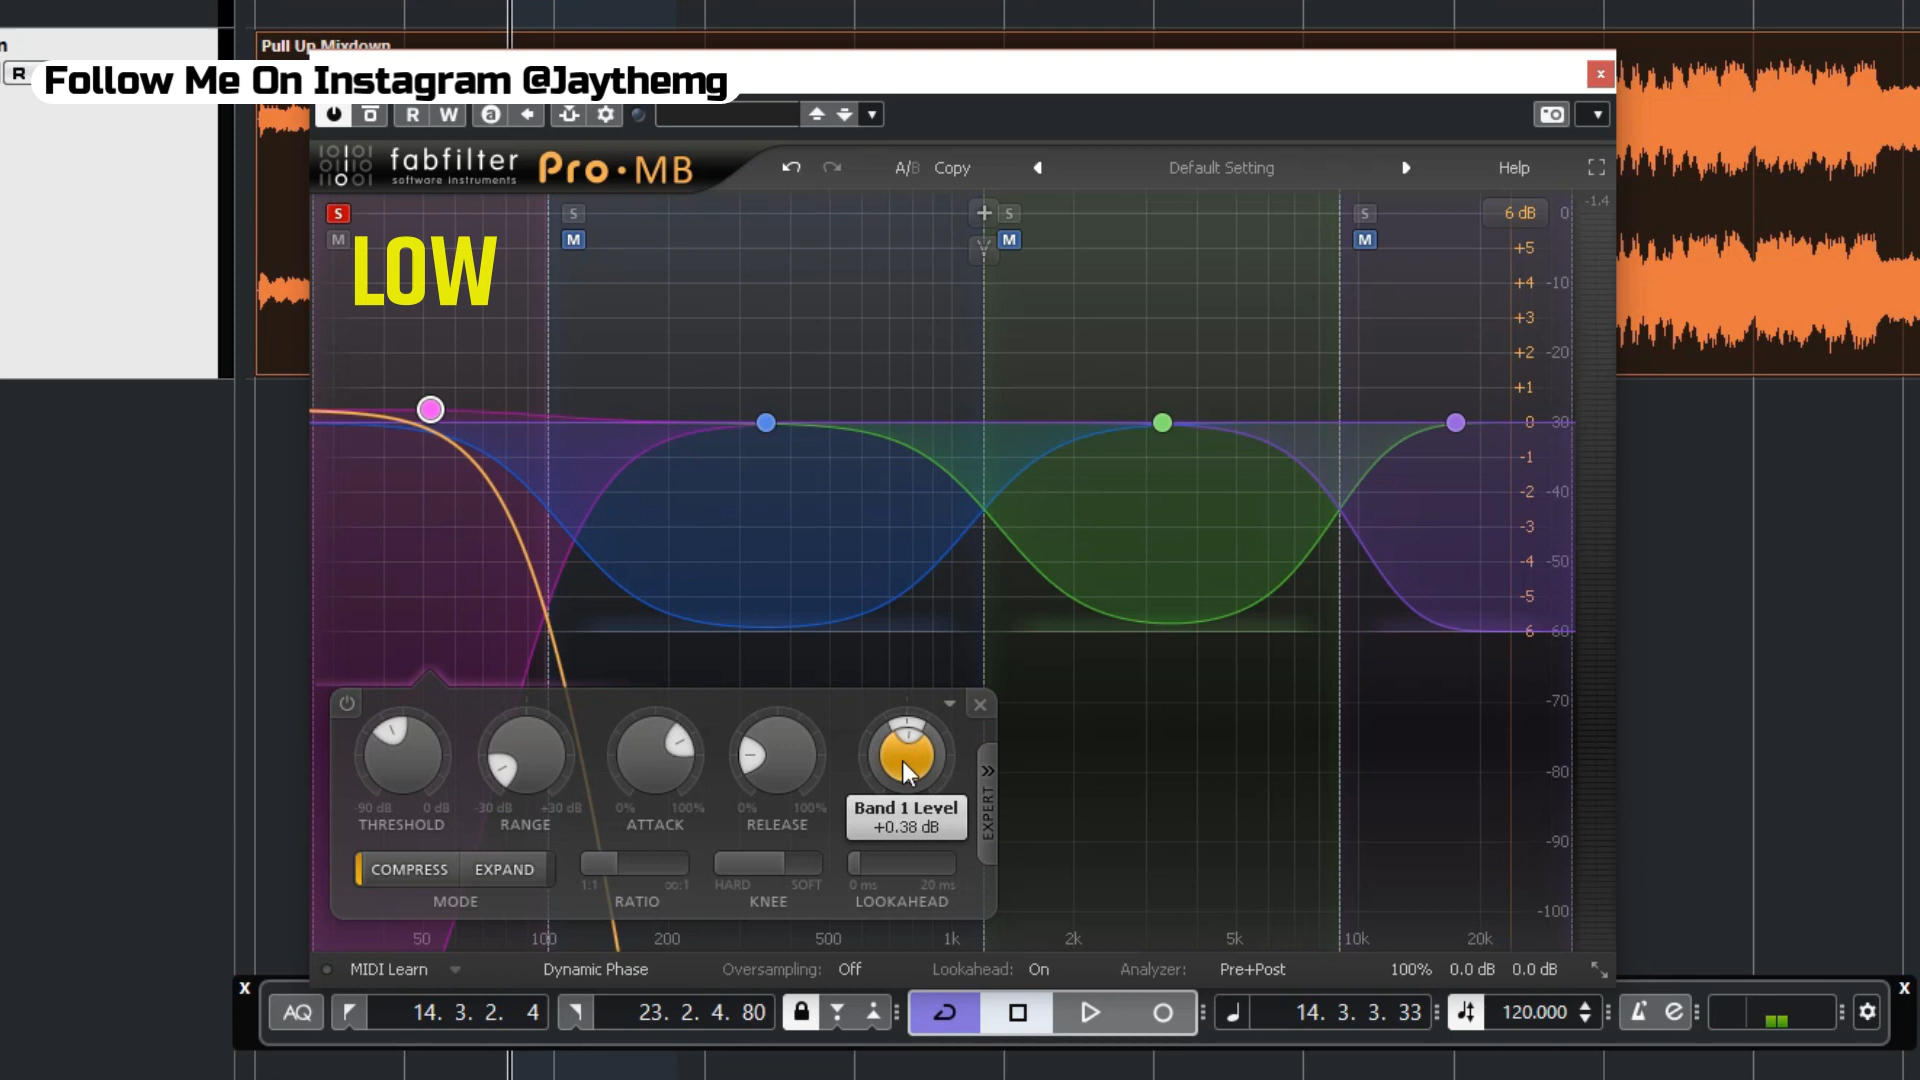 n
Pull Up Mixdown
R
Follow Me On Instagram @Jaythemg
x
R W a
fabfilter
software instruments
Pro·MB
A/B Copy
Default Setting
Help
S
M
LOW
S
M
S
M
S
M
6 dB
-1.4
0
+5
+4
-10
+3
+2
-20
+1
0
-30
-1
-2
-40
-3
-4
-50
-5
6
-60
-70
-80
-90
-100
-90 dB 0 dB
THRESHOLD
-30 dB +30 dB
RANGE
0% 100%
ATTACK
0% 100%
RELEASE
Band 1 Level
+0.38 dB
EXPERT
COMPRESS EXPAND
MODE
1:1 ∞:1
RATIO
HARD SOFT
KNEE
0 ms 20 ms
LOOKAHEAD
50 100 200 500 1k 2k 5k 10k 20k
MIDI Learn
Dynamic Phase
Oversampling: Off
Lookahead: On
Analyzer: Pre+Post
100% 0.0 dB 0.0 dB
x
AQ
14. 3. 2. 4
23. 2. 4. 80
14. 3. 3. 33
120.000
e
x